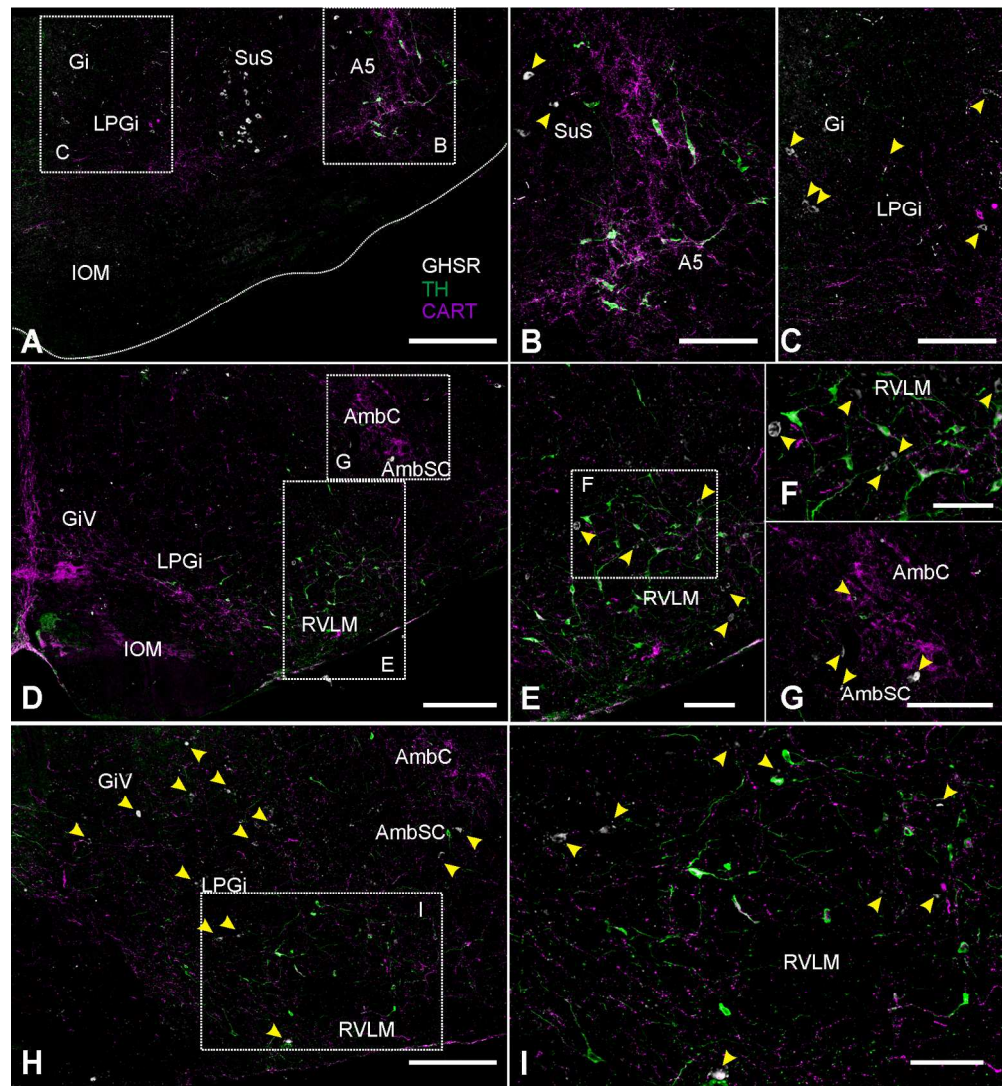 Gi
SuS
A5
LPGi
C
B
IOM
GHSR
TH
CART
A
SuS
A5
B
Gi
LPGi
C
AmbC
G
AmbSC
GiV
LPGi
RVLM
IOM
E
D
F
RVLM
E
RVLM
F
AmbC
AmbSC
G
AmbC
GiV
AmbSC
LPGi
I
RVLM
H
RVLM
I